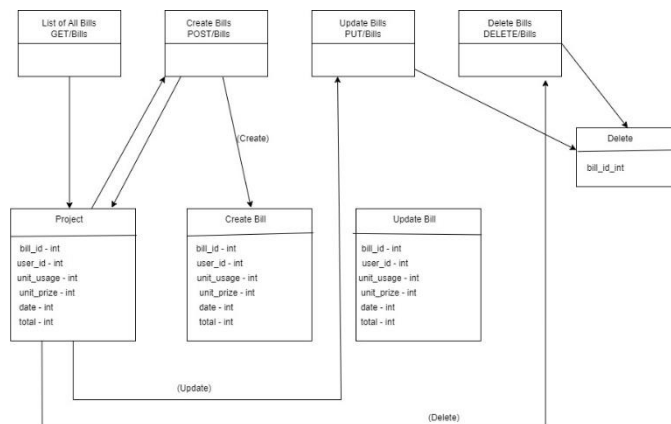 List of All Bills
GET/Bills
Create Bills
POST/Bills
Update Bills
PUT/Bills
Delete Bills
DELETE/Bills
(Create)
Delete
bill_id_int
Project
bill_id - int
user_id - int
unit_usage - int
unit_prize - int
date - int
total - int
Create Bill
bill_id - int
user_id - int
unit_usage - int
unit_prize - int
date - int
total - int
Update Bill
bill_id - int
user_id - int
unit_usage - int
unit_prize - int
date - int
total - int
(Update)
(Delete)